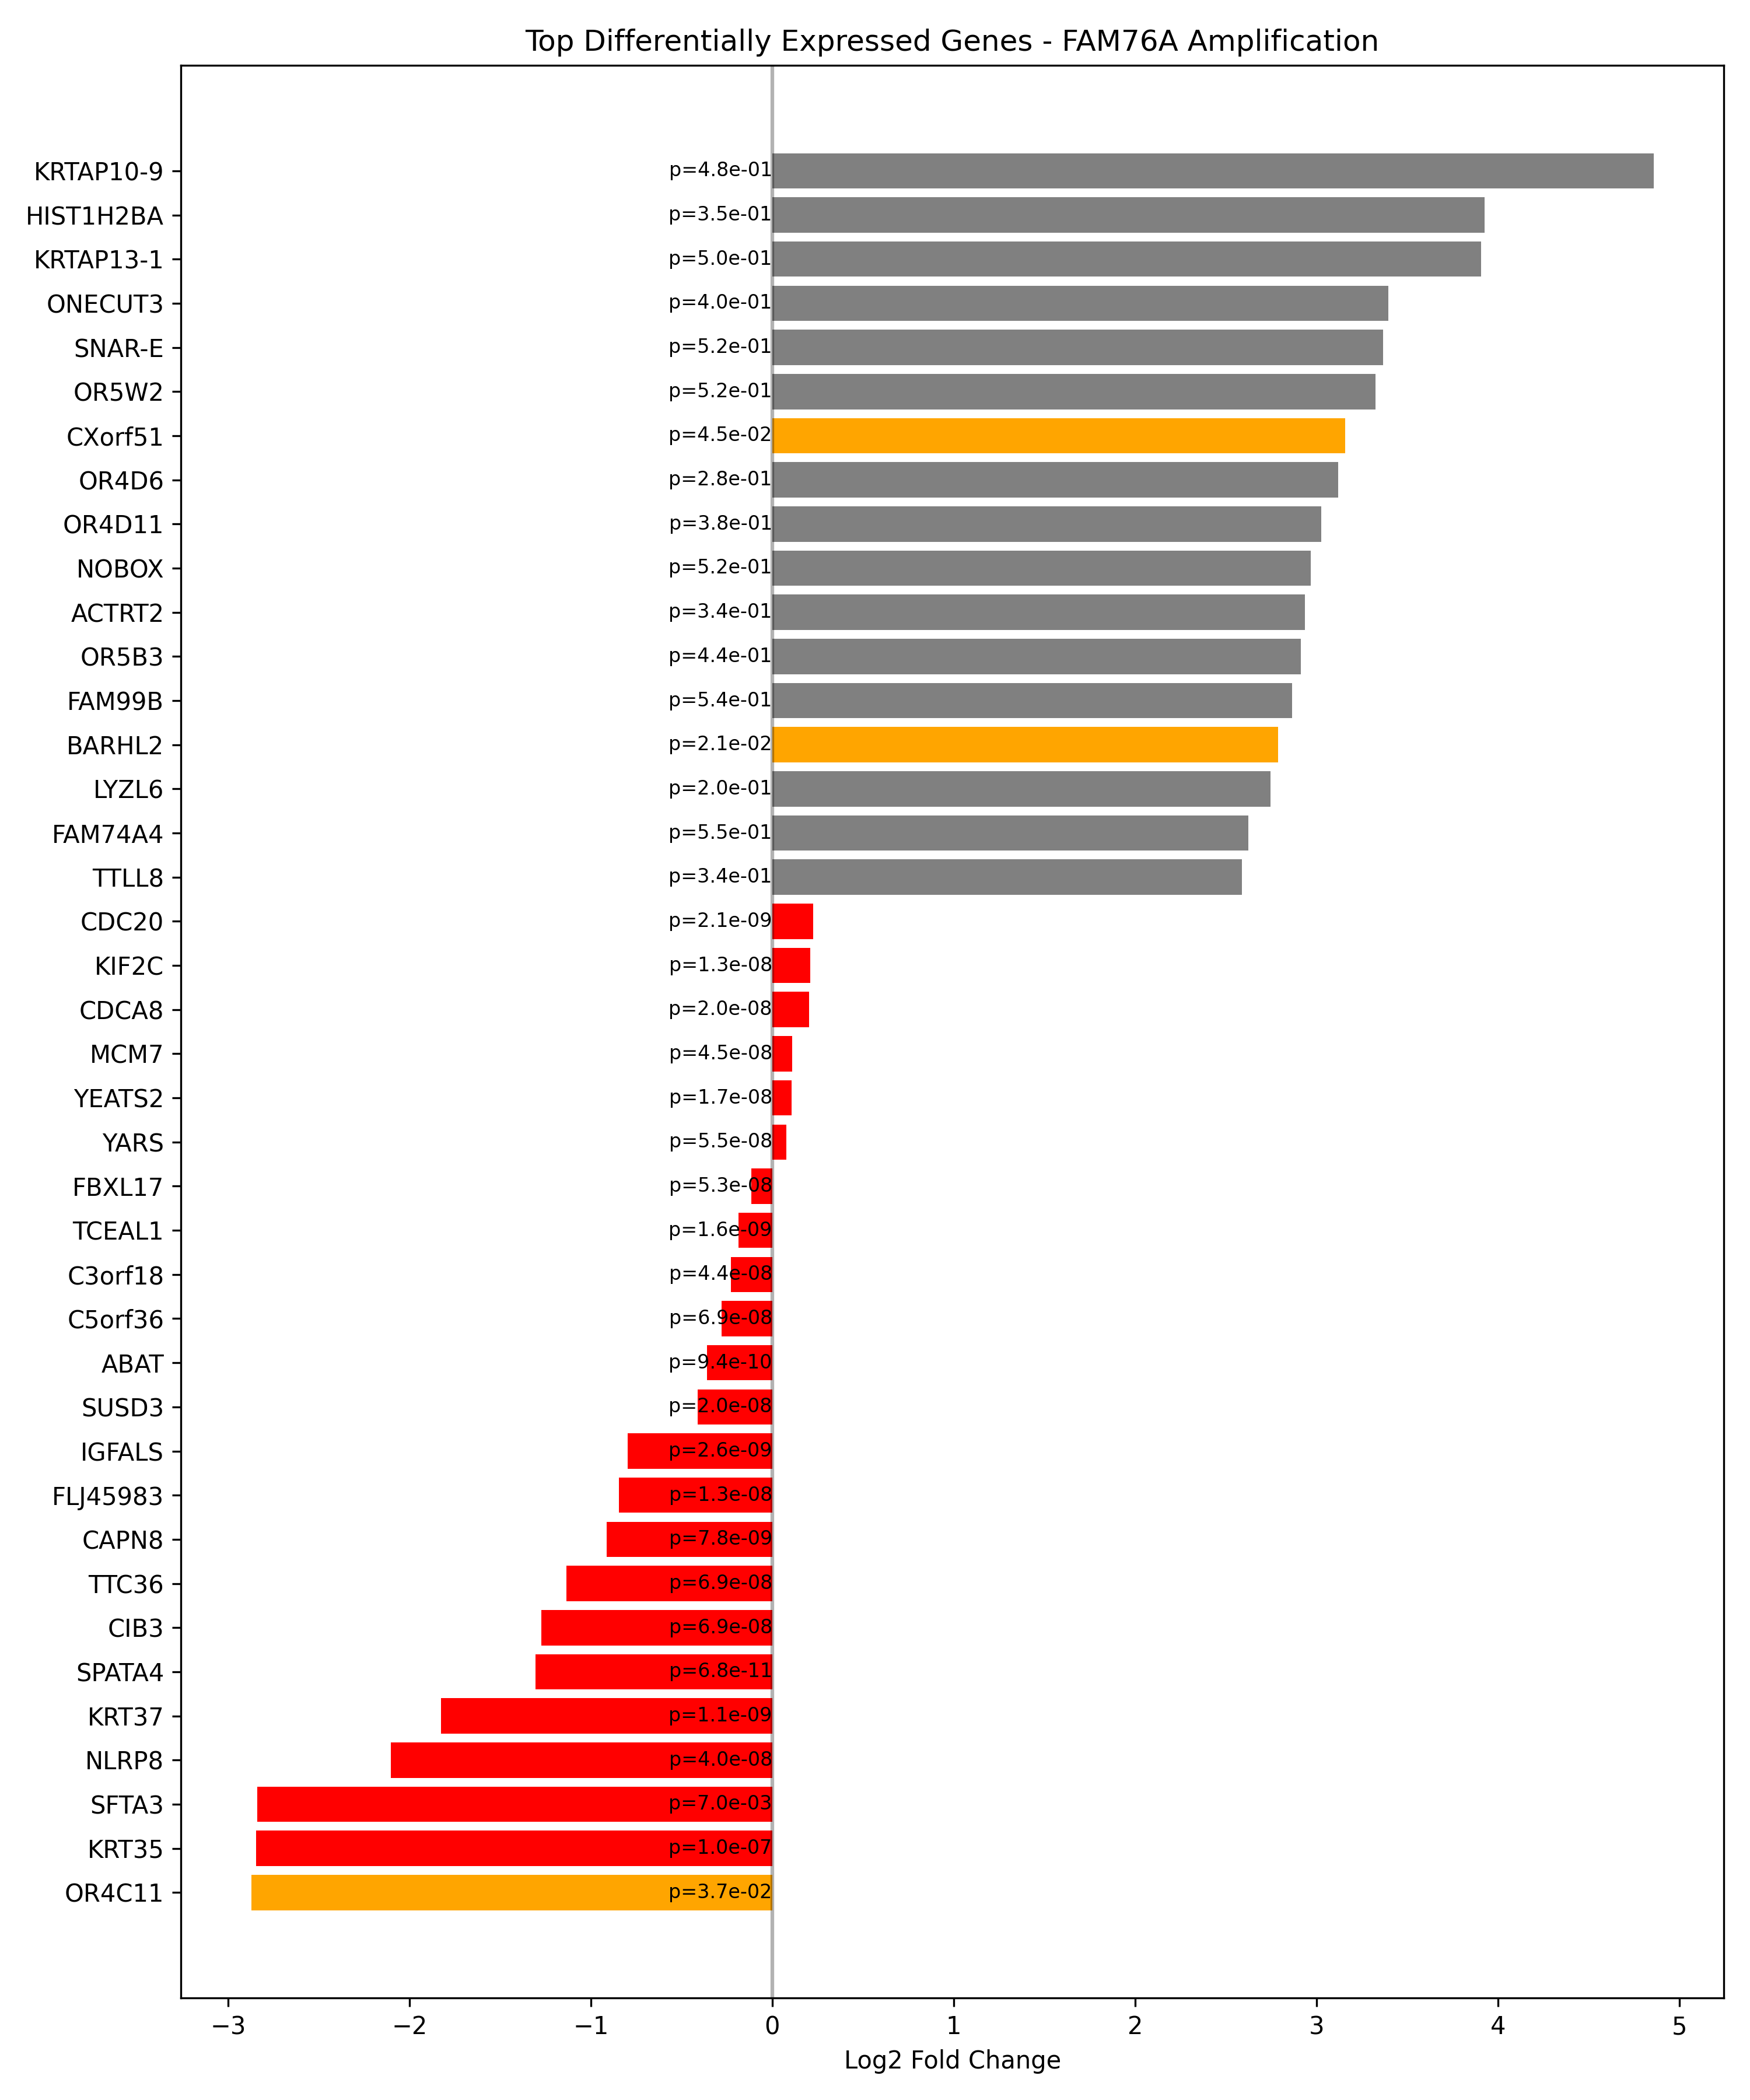 Top Differentially Expressed Genes - FAM76A Amplification
KRTAP10-9 p=4.8e-01
HIST1H2BA p=3.5e-01
KRTAP13-1 p=5.0e-01
ONECUT3 p=4.0e-01
SNAR-E p=5.2e-01
OR5W2 p=5.2e-01
CXorf51 p=4.5e-02
OR4D6 p=2.8e-01
OR4D11 p=3.8e-01
NOBOX p=5.2e-01
ACTRT2 p=3.4e-01
OR5B3 p=4.4e-01
FAM99B p=5.4e-01
BARHL2 p=2.1e-02
LYZL6 p=2.0e-01
FAM74A4 p=5.5e-01
TTLL8 p=3.4e-01
CDC20 p=2.1e-09
KIF2C p=1.3e-08
CDCA8 p=2.0e-08
MCM7 p=4.5e-08
YEATS2 p=1.7e-08
YARS p=5.5e-08
FBXL17 p=5.3e-08
TCEAL1 p=1.6e-09
C3orf18 p=4.4e-08
C5orf36 p=6.9e-08
ABAT p=9.4e-10
SUSD3 p=2.0e-08
IGFALS p=2.6e-09
FLJ45983 p=1.3e-08
CAPN8 p=7.8e-09
TTC36 p=6.9e-08
CIB3 p=6.9e-08
SPATA4 p=6.8e-11
KRT37 p=1.1e-09
NLRP8 p=4.0e-08
SFTA3 p=7.0e-03
KRT35 p=1.0e-07
OR4C11 p=3.7e-02
−3 −2 −1 0 1 2 3 4 5
Log2 Fold Change